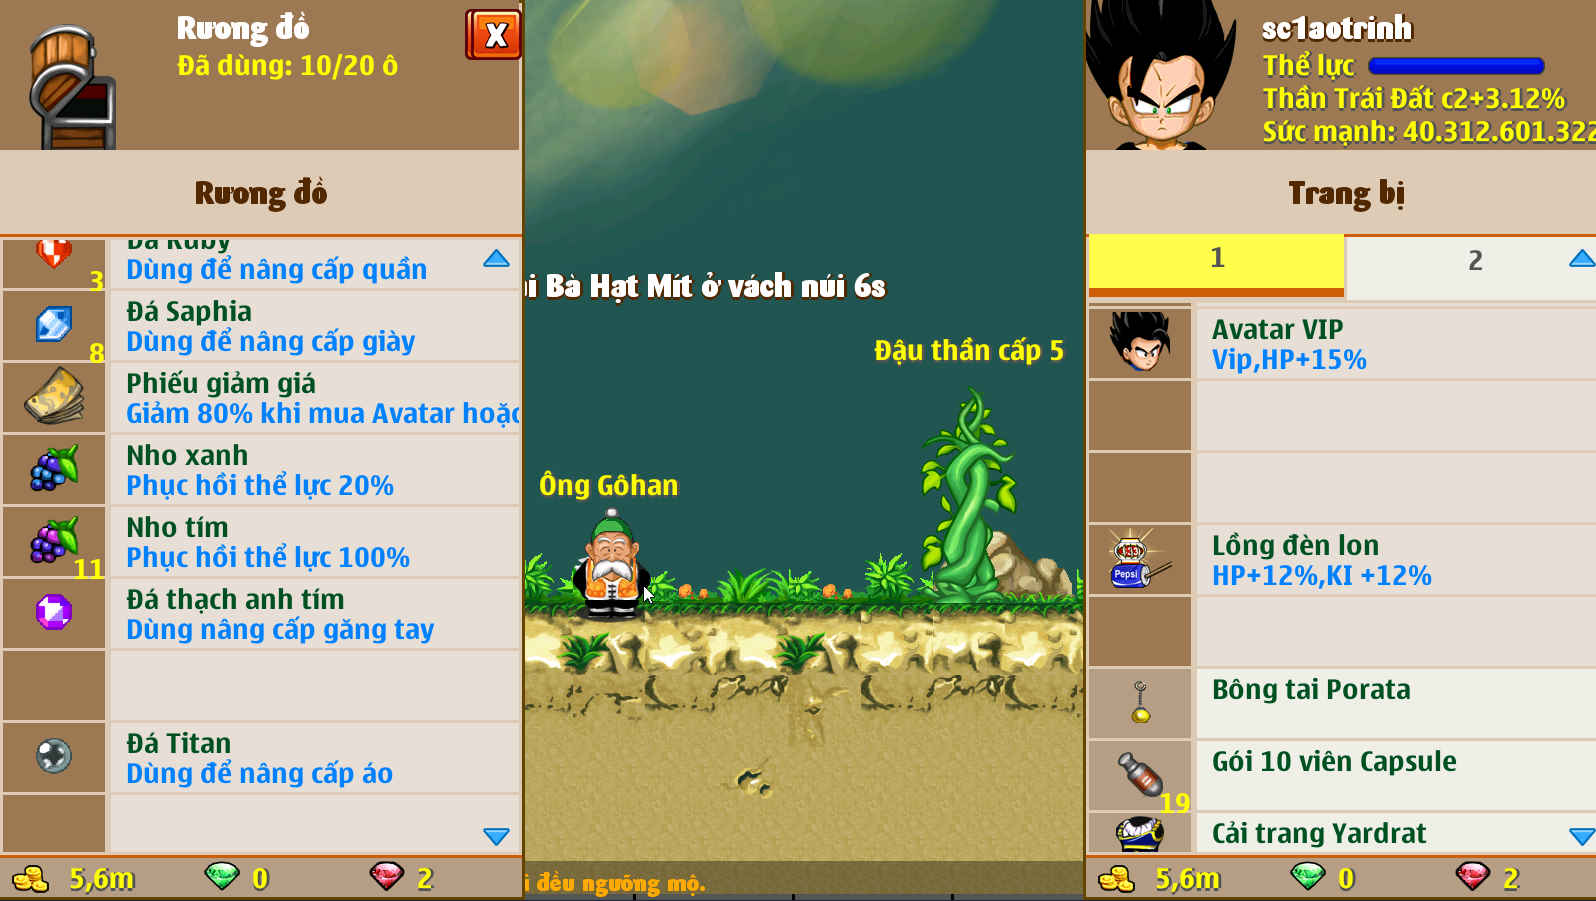 Rương đồ
Đã dùng: 10/20 ô
X
Rương đồ
Đá Ruby
Dùng để nâng cấp quần
3
Đá Saphia
Dùng để nâng cấp giày
8
Phiếu giảm giá
Giảm 80% khi mua Avatar hoặc
Nho xanh
Phục hồi thể lực 20%
Nho tím
Phục hồi thể lực 100%
11
Đá thạch anh tím
Dùng nâng cấp găng tay
Đá Titan
Dùng để nâng cấp áo
5,6m 0 2
Bà Hạt Mít ở vách núi 6s
Đậu thần cấp 5
Ông Gôhan
đều ngưỡng mộ.
sc1aotrinh
Thể lực
Thần Trái Đất c2+3.12%
Sức mạnh: 40.312.601.322
Trang bị
1 2
Avatar VIP
Vip,HP+15%
Lồng đèn lon
HP+12%,KI +12%
333
Pepsi
Bông tai Porata
Gói 10 viên Capsule
19
Cải trang Yardrat
5,6m 0 2